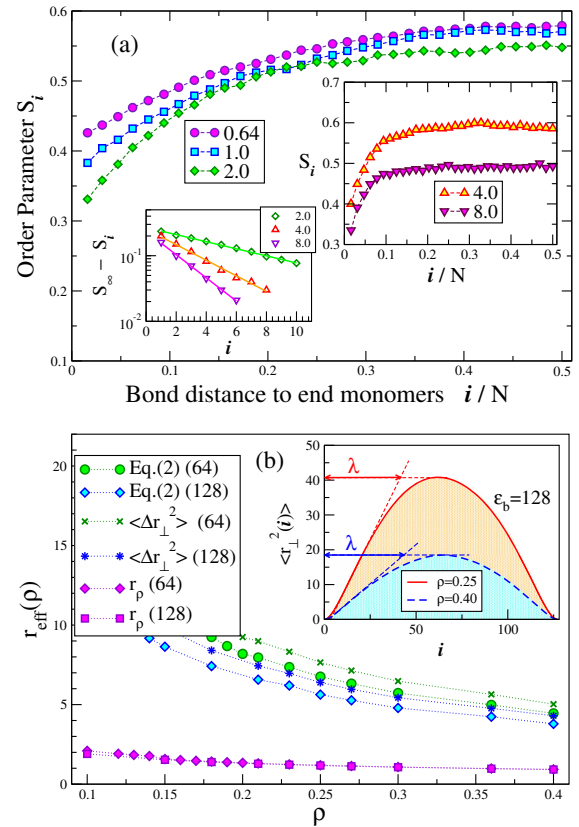 (a)
0.6
0.5
0.4
0.3
0.2
0.1
Order Parameter S_i
0.64
1.0
2.0
0.7
0.6
0.5
0.4
0.3
S_i
4.0
8.0
0 0.1 0.2 0.3 0.4 0.5
i / N
2.0
4.0
8.0
10^-1
10^-2
S_∞ − S_i
2 4 6 8 10
i
0 0.1 0.2 0.3 0.4 0.5
Bond distance to end monomers i / N
(b)
20
15
10
5
0
r_eff(ρ)
Eq.(2) (64)
Eq.(2) (128)
<Δr_⊥^2> (64)
<Δr_⊥^2> (128)
r_ρ (64)
r_ρ (128)
50
40
30
20
10
0
<r_⊥^2(i)>
λ
ε_b=128
λ
ρ=0.25
ρ=0.40
0 50 100
i
0.1 0.15 0.2 0.25 0.3 0.35 0.4
ρ